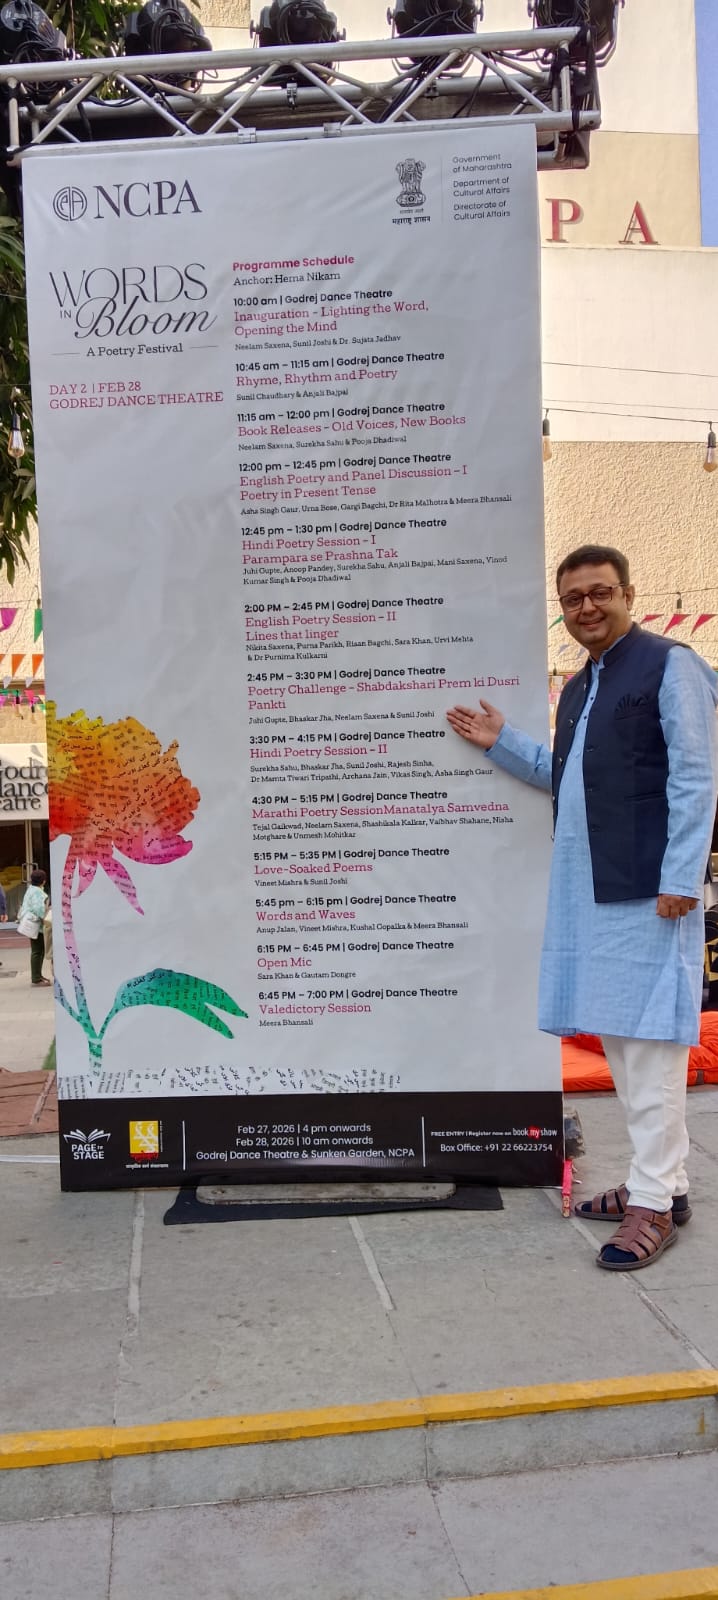 NCPA
महाराष्ट्र शासन
Government
of Maharashtra
Department of
Cultural Affairs
Directorate of
Cultural Affairs
P A
WORDS
IN
Bloom
A Poetry Festival
DAY 2 | FEB 28
GODREJ DANCE THEATRE
Programme Schedule
Anchor: Hema Nikam
10:00 am | Godrej Dance Theatre
Inauguration - Lighting the Word,
Opening the Mind
Neelam Saxena, Sunil Joshi & Dr. Sujata Jadhav
10:45 am – 11:15 am | Godrej Dance Theatre
Rhyme, Rhythm and Poetry
Sunil Chaudhary & Anjali Bajpai
11:15 am – 12:00 pm | Godrej Dance Theatre
Book Releases - Old Voices, New Books
Neelam Saxena, Surekha Sahu & Pooja Dhadiwal
12:00 pm – 12:45 pm | Godrej Dance Theatre
English Poetry and Panel Discussion - I
Poetry in Present Tense
Asha Singh Gaur, Urna Bose, Gargi Bagchi, Dr Rita Malhotra & Meera Bhansali
12:45 pm – 1:30 pm | Godrej Dance Theatre
Hindi Poetry Session - I
Parampara se Prashna Tak
Juhi Gupte, Anoop Pandey, Surekha Sahu, Anjali Bajpai, Mani Saxena, Vinod
Kumar Singh & Pooja Dhadiwal
2:00 PM – 2:45 PM | Godrej Dance Theatre
English Poetry Session - II
Lines that linger
Nikita Saxena, Purna Parikh, Riaan Bagchi, Sara Khan, Urvi Mehta
& Dr Purnima Kulkarni
2:45 PM – 3:30 PM | Godrej Dance Theatre
Poetry Challenge - Shabdakshari Prem ki Dusri
Pankti
Juhi Gupte, Bhaskar Jha, Neelam Saxena & Sunil Joshi
3:30 PM – 4:15 PM | Godrej Dance Theatre
Hindi Poetry Session - II
Surekha Sahu, Bhaskar Jha, Sunil Joshi, Rajesh Sinha,
Dr Mamta Tiwari Tripathi, Archana Jain, Vikas Singh, Asha Singh Gaur
4:30 PM – 5:15 PM | Godrej Dance Theatre
Marathi Poetry SessionManatalya Samvedna
Tejal Gaikwad, Neelam Saxena, Shashikala Kalkar, Vaibhav Shahane, Nisha
Motghare & Unmesh Mohitkar
5:15 PM – 5:35 PM | Godrej Dance Theatre
Love-Soaked Poems
Vineet Mishra & Sunil Joshi
5:45 pm – 6:15 pm | Godrej Dance Theatre
Words and Waves
Anup Jalan, Vineet Mishra, Kushal Gopalka & Meera Bhansali
6:15 PM – 6:45 PM | Godrej Dance Theatre
Open Mic
Sara Khan & Gautam Dongre
6:45 PM – 7:00 PM | Godrej Dance Theatre
Valedictory Session
Meera Bhansali
PAGE to
STAGE
Feb 27, 2026 | 4 pm onwards
Feb 28, 2026 | 10 am onwards
Godrej Dance Theatre & Sunken Garden, NCPA
FREE ENTRY | Register now on bookmyshow
Box Office: +91 22 66223754